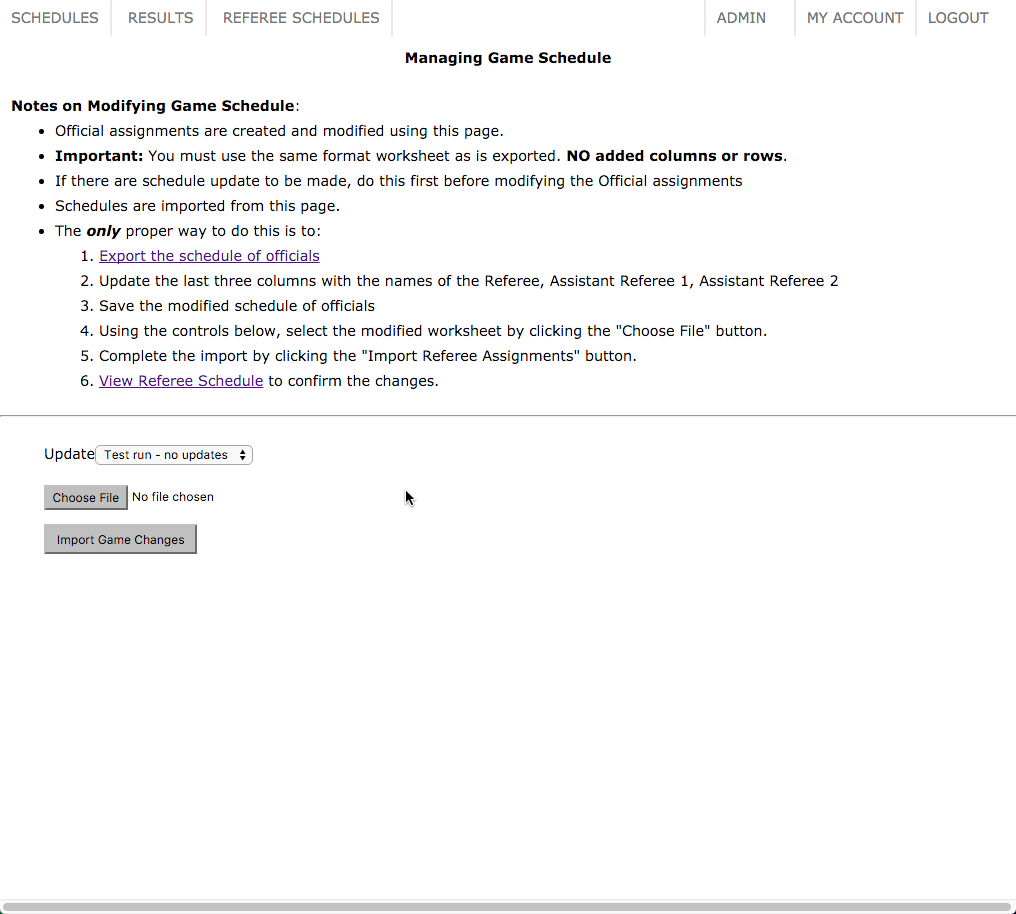 SCHEDULES RESULTS REFEREE SCHEDULES ADMIN MY ACCOUNT LOGOUT
Managing Game Schedule
Notes on Modifying Game Schedule:
• Official assignments are created and modified using this page.
• Important: You must use the same format worksheet as is exported. NO added columns or rows.
• If there are schedule update to be made, do this first before modifying the Official assignments
• Schedules are imported from this page.
• The only proper way to do this is to:
1. Export the schedule of officials
2. Update the last three columns with the names of the Referee, Assistant Referee 1, Assistant Referee 2
3. Save the modified schedule of officials
4. Using the controls below, select the modified worksheet by clicking the "Choose File" button.
5. Complete the import by clicking the "Import Referee Assignments" button.
6. View Referee Schedule to confirm the changes.
Update Test run - no updates
Choose File No file chosen
Import Game Changes